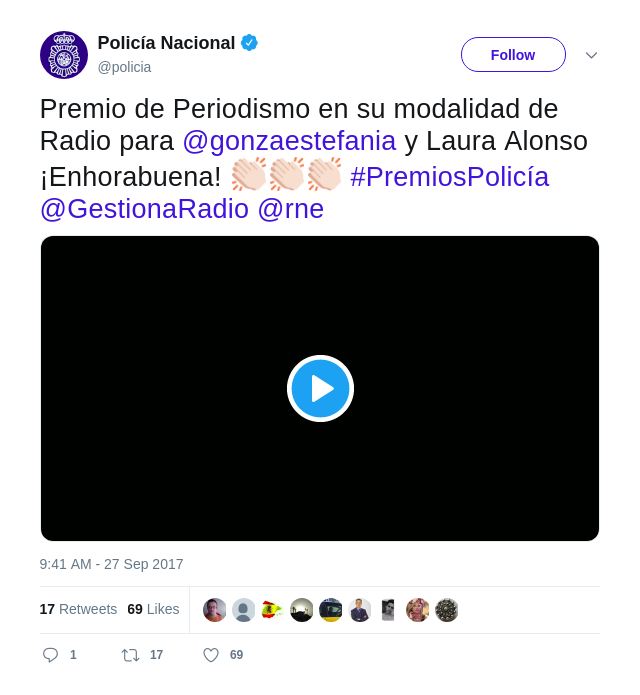 Policía Nacional
@policia
Follow
Premio de Periodismo en su modalidad de
Radio para @gonzaestefania y Laura Alonso
¡Enhorabuena! 👏🏻👏🏻👏🏻 #PremiosPolicía
@GestionaRadio @rne
9:41 AM - 27 Sep 2017
17 Retweets 69 Likes
1 17 69